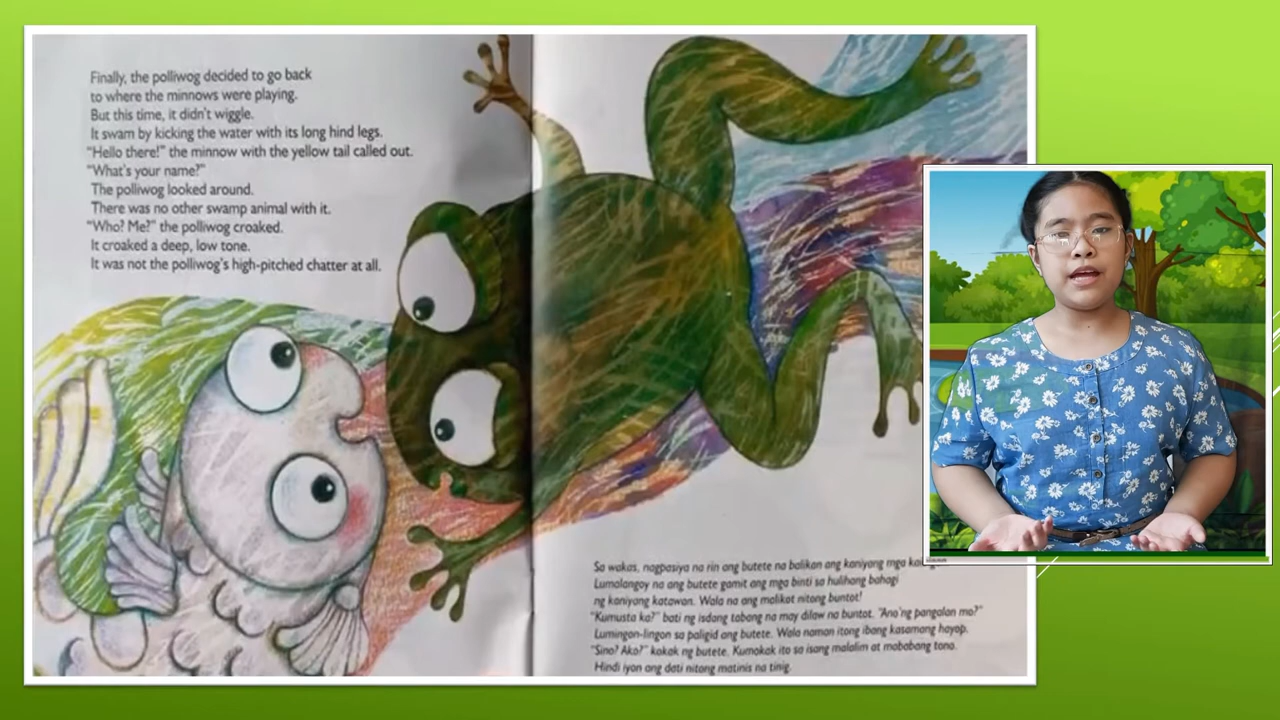 Finally, the polliwog decided to go back
to where the minnows were playing.
But this time, it didn't wiggle.
It swam by kicking the water with its long hind legs.
"Hello there!" the minnow with the yellow tail called out.
"What's your name?"
The polliwog looked around.
There was no other swamp animal with it.
"Who? Me?" the polliwog croaked.
It croaked a deep, low tone.
It was not the polliwog's high-pitched chatter at all.
Sa wakas, nagpasiya na rin ang butete na balikan ang kaniyang mga
Lumalangoy na ang butete gamit ang mga binti sa hulihang bahagi
ng kaniyang katawan. Wala na ang malikot nitong buntot!
"Kumusta ka?" bati ng isdang tabang na may dilaw na buntot. "Ano'ng pangalan mo?"
Lumingon-lingon sa paligid ang butete. Wala naman itong ibang kasamang hayop.
"Sino? Ako?" kokak ng butete. Kumokak ito sa isang malalim at mababang tono.
Hindi iyon ang dati nitong matinis na tinig.